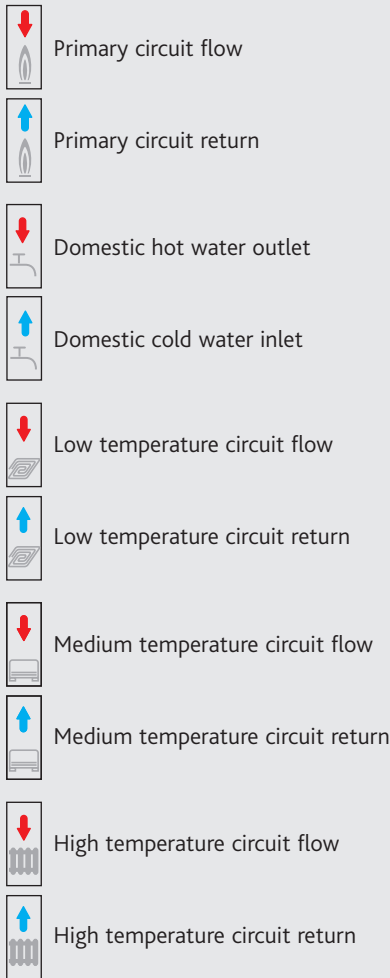 Primary circuit flow
Primary circuit return
Domestic hot water outlet
Domestic cold water inlet
Low temperature circuit flow
Low temperature circuit return
Medium temperature circuit flow
Medium temperature circuit return
High temperature circuit flow
High temperature circuit return